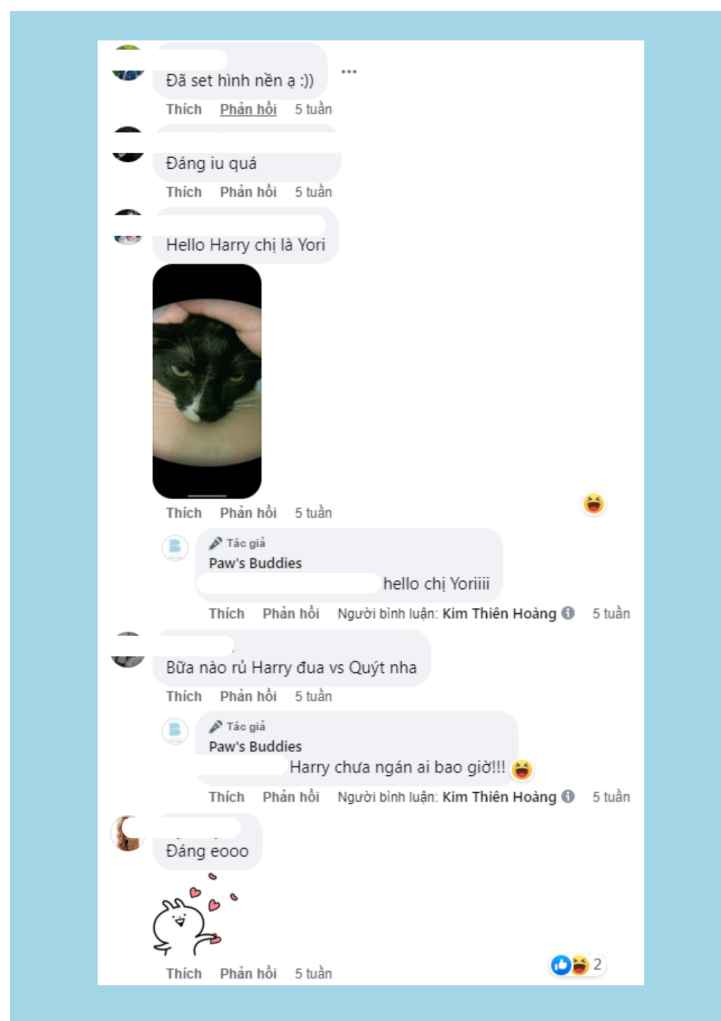 Đã set hình nền ạ :))
Thích Phản hồi 5 tuần
Đáng iu quá
Thích Phản hồi 5 tuần
Hello Harry chị là Yori
Thích Phản hồi 5 tuần
Tác giả
Paw's Buddies
hello chị Yoriiii
Thích Phản hồi Người bình luận: Kim Thiên Hoàng 5 tuần
Bữa nào rủ Harry đua vs Quýt nha
Thích Phản hồi 5 tuần
Tác giả
Paw's Buddies
Harry chưa ngán ai bao giờ!!! 😆
Thích Phản hồi Người bình luận: Kim Thiên Hoàng 5 tuần
Đáng eooo
Thích Phản hồi 5 tuần
2